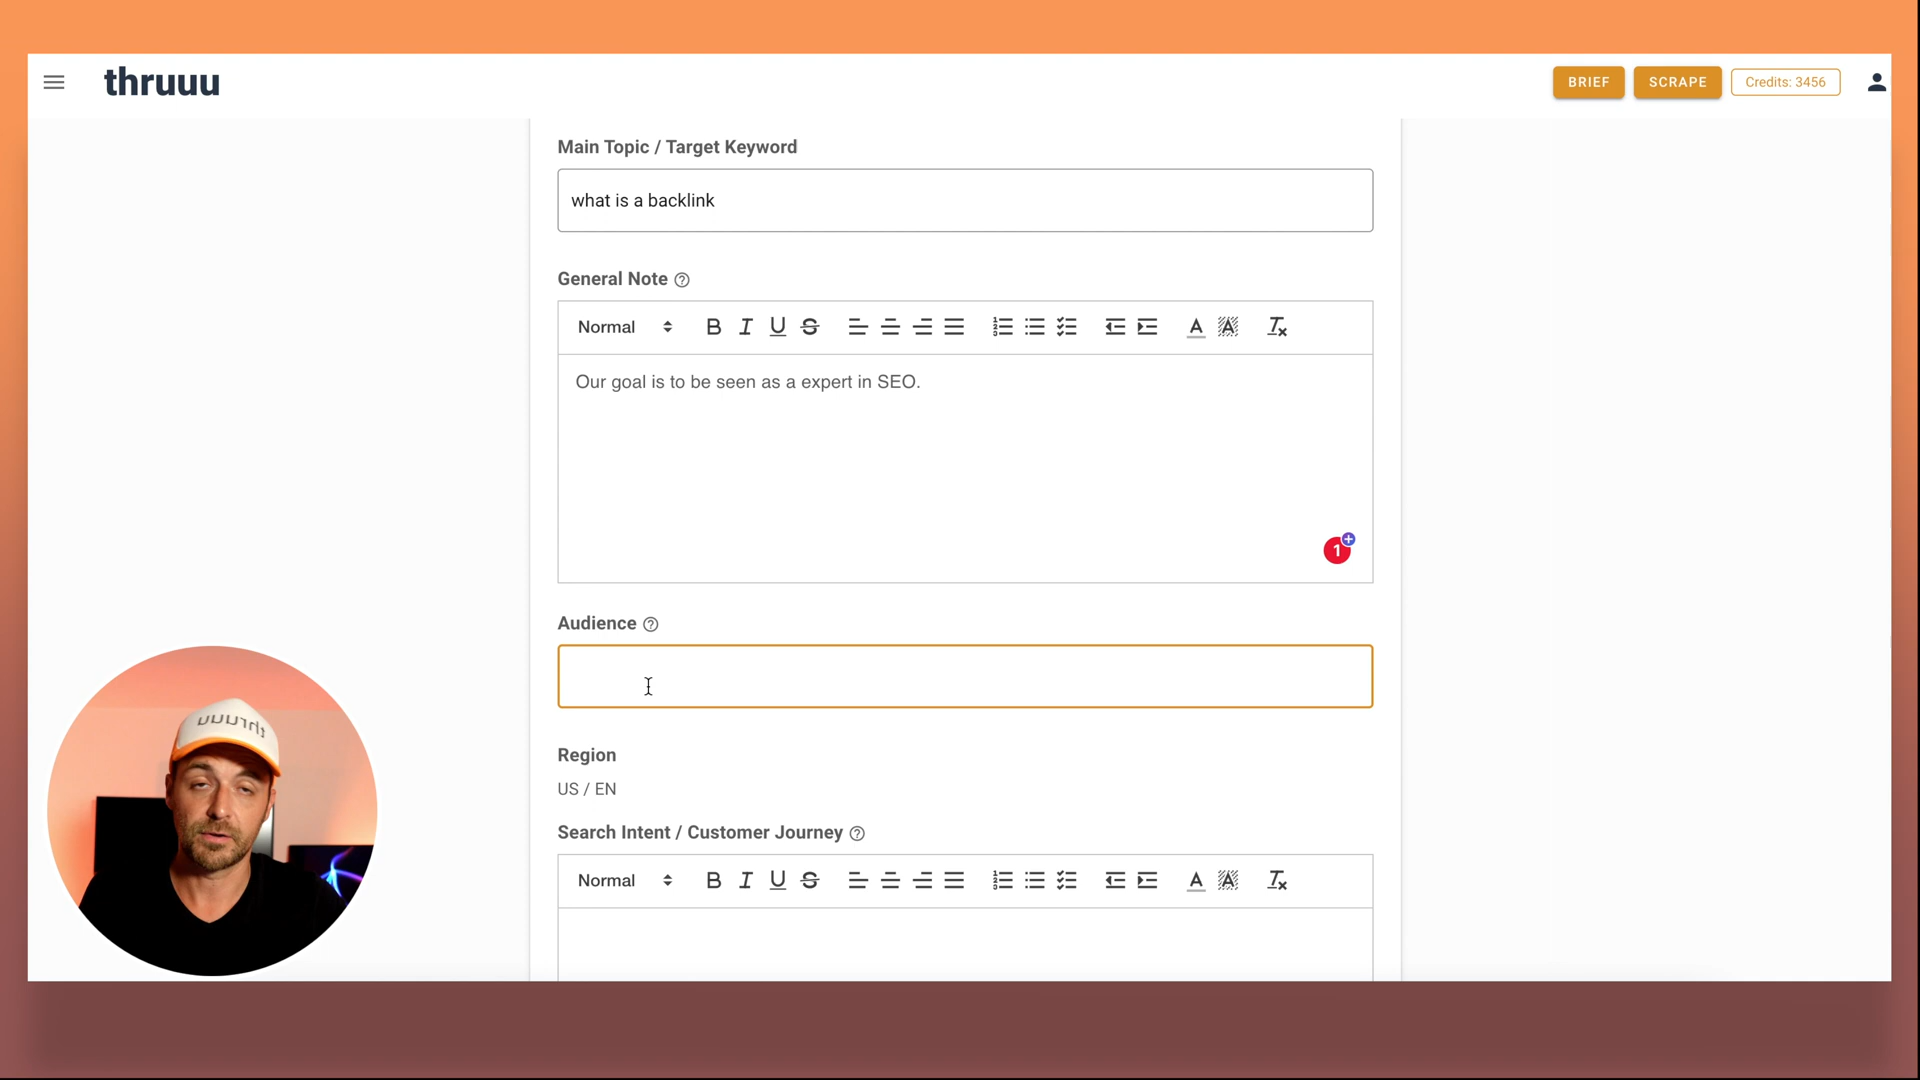 thruuu
BRIEF
SCRAPE
Credits: 3456
Main Topic / Target Keyword
what is a backlink
General Note
Normal
Our goal is to be seen as a expert in SEO.
1
Audience
Region
US / EN
Search Intent / Customer Journey
Normal
thruuu